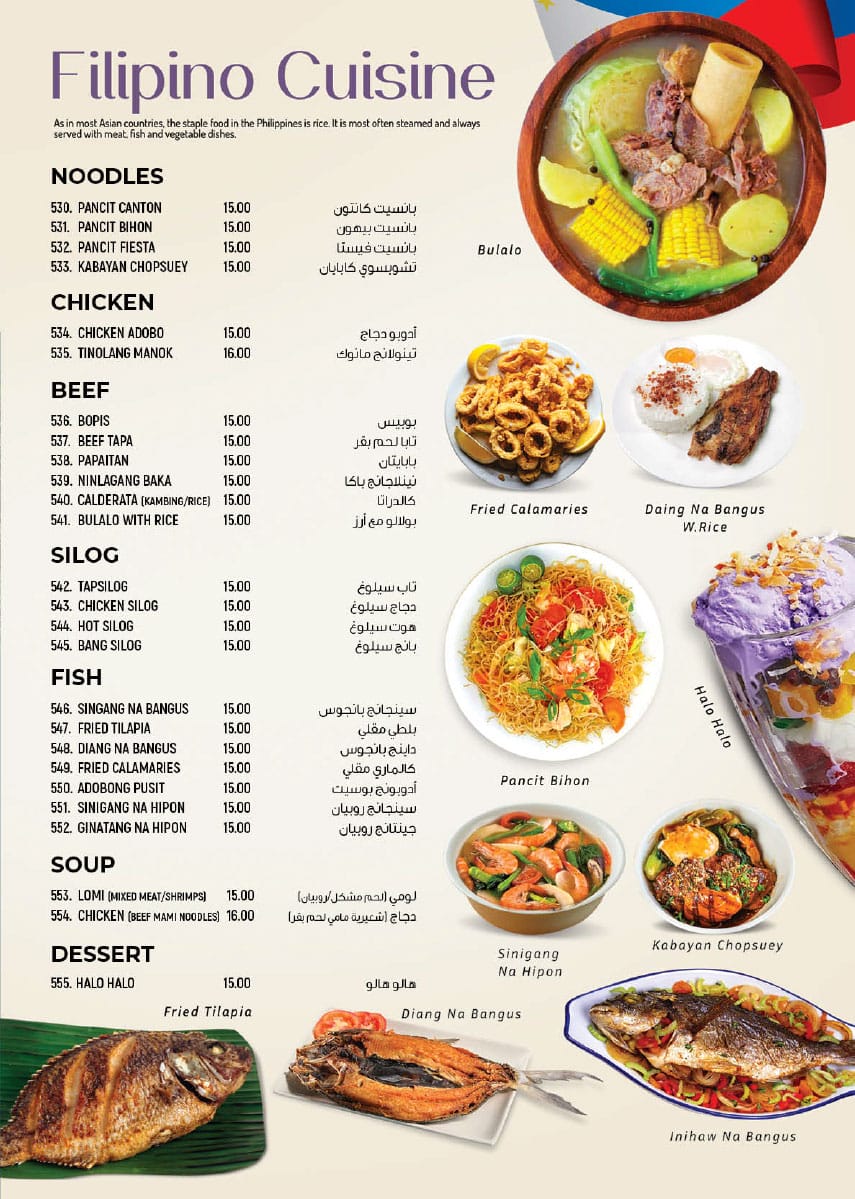 Filipino Cuisine
As in most Asian countries, the staple food in the Philippines is rice. It is most often steamed and always
served with meat, fish and vegetable dishes.
NOODLES
530. PANCIT CANTON 15.00 بانسيت كانتون
531. PANCIT BIHON 15.00 بانسيت بيهون
532. PANCIT FIESTA 15.00 بانسيت فيستا
533. KABAYAN CHOPSUEY 15.00 تشوبسوي كابايان
CHICKEN
534. CHICKEN ADOBO 15.00 أدوبو دجاج
535. TINOLANG MANOK 16.00 تينولانج مانوك
BEEF
536. BOPIS 15.00 بوبيس
537. BEEF TAPA 15.00 تابا لحم بقر
538. PAPAITAN 15.00 بابايتان
539. NINLAGANG BAKA 15.00 نينلاجانج باكا
540. CALDERATA (KAMBING/RICE) 15.00 كالدراتا
541. BULALO WITH RICE 15.00 بولالو مع أرز
SILOG
542. TAPSILOG 15.00 تاب سيلوغ
543. CHICKEN SILOG 15.00 دجاج سيلوغ
544. HOT SILOG 15.00 هوت سيلوغ
545. BANG SILOG 15.00 بانج سيلوغ
FISH
546. SINGANG NA BANGUS 15.00 سينجانج بانجوس
547. FRIED TILAPIA 15.00 بلطي مقلي
548. DIANG NA BANGUS 15.00 داينج بانجوس
549. FRIED CALAMARIES 15.00 كالماري مقلي
550. ADOBONG PUSIT 15.00 أدوبونج بوسيت
551. SINIGANG NA HIPON 15.00 سينجانج روبيان
552. GINATANG NA HIPON 15.00 جينتانج روبيان
SOUP
553. LOMI (MIXED MEAT/SHRIMPS) 15.00 لومي (لحم مشكل/روبيان)
554. CHICKEN (BEEF MAMI NOODLES) 16.00 دجاج (شعيرية مامي لحم بقر)
DESSERT
555. HALO HALO 15.00 هالو هالو
Bulalo
Fried Calamaries
Daing Na Bangus
W.Rice
Pancit Bihon
Halo Halo
Sinigang
Na Hipon
Kabayan Chopsuey
Fried Tilapia
Diang Na Bangus
Inihaw Na Bangus